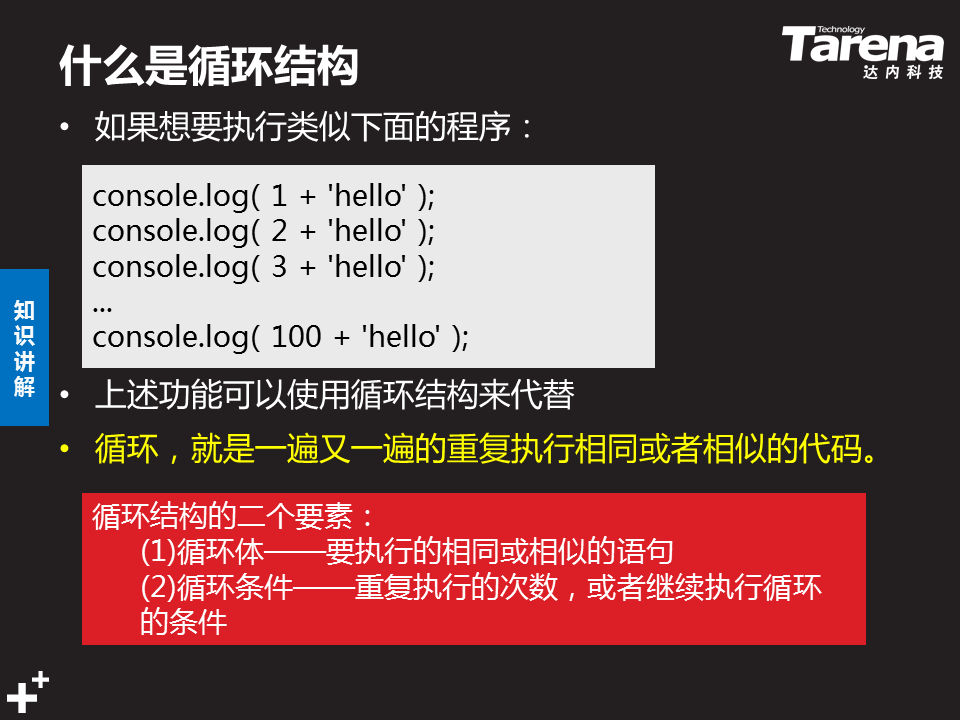 什么是循环结构
Technology
Tarena
达内科技
• 如果想要执行类似下面的程序：
console.log( 1 + 'hello' );
console.log( 2 + 'hello' );
console.log( 3 + 'hello' );
...
console.log( 100 + 'hello' );
知识讲解
• 上述功能可以使用循环结构来代替
• 循环，就是一遍又一遍的重复执行相同或者相似的代码。
循环结构的二个要素：
(1)循环体——要执行的相同或相似的语句
(2)循环条件——重复执行的次数，或者继续执行循环
的条件